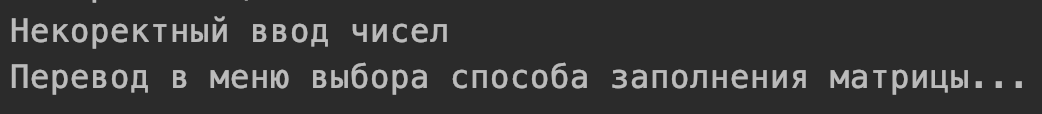 Некоректный ввод чисел
Перевод в меню выбора способа заполнения матрицы...